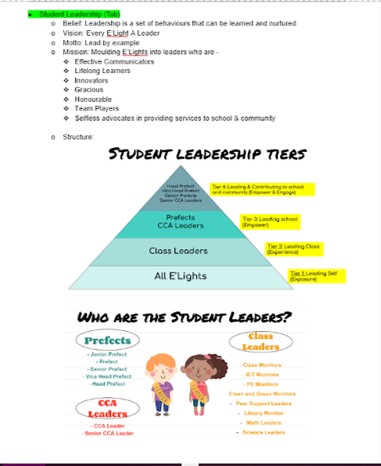 Student Leadership (Tab)
Belief: Leadership is a set of behaviours that can be learned and nurtured.
Vision: Every E'Light A Leader
Motto: Lead by example
Mission: Moulding E'Lights into leaders who are -
Effective Communicators
Lifelong Learners
Innovators
Gracious
Honourable
Team Players
Selfless advocates in providing services to school & community
Structure:
STUDENT LEADERSHIP TIERS
Head Prefect
Vice Head Prefect
Senior Prefects
Senior CCA Leaders
Tier 4: Leading & Contributing to school
and community (Empower & Engage)
Prefects
CCA Leaders
Tier 3: Leading school
(Empower)
Class Leaders
Tier 2: Leading Class
(Experience)
All E'Lights
Tier 1: Leading Self
(Exposure)
WHO ARE THE STUDENT LEADERS?
Prefects
- Junior Prefect
- Prefect
- Senior Prefect
- Vice Head Prefect
- Head Prefect
CCA
Leaders
- CCA Leader
- Senior CCA Leader
Class
Leaders
- Class Monitors
- ICT Monitors
- PE Monitors
- Clean and Green Monitors
- Peer Support Leaders
- Library Monitor
- Math Leaders
- Science Leaders